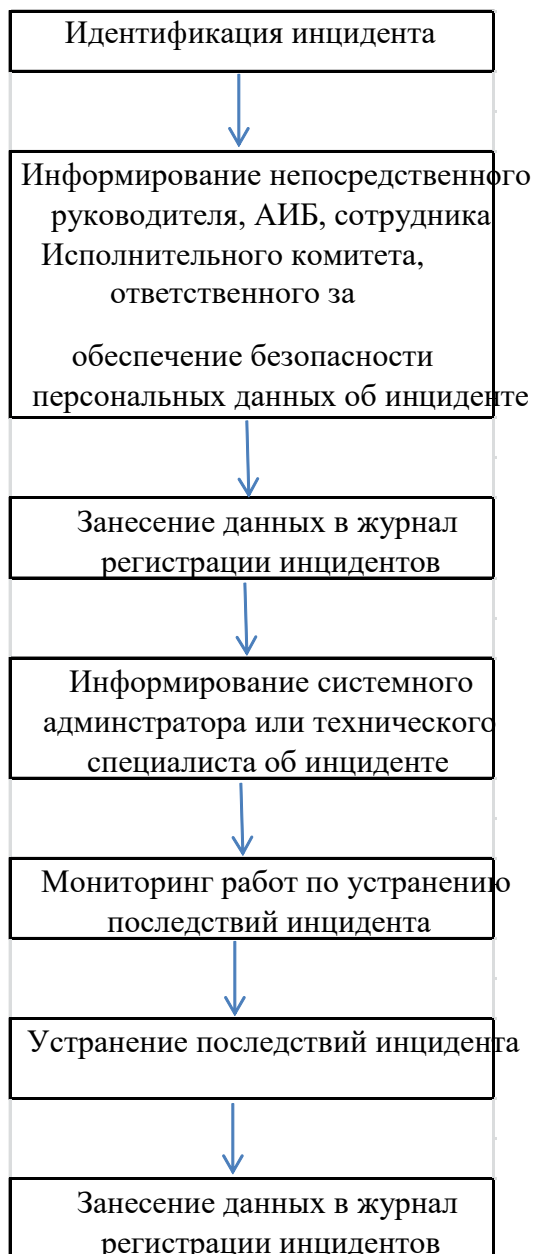 Идентификация инцидента
Информирование непосредственного
руководителя, АИБ, сотрудника
Исполнительного комитета,
ответственного за
обеспечение безопасности
персональных данных об инциденте
Занесение данных в журнал
регистрации инцидентов
Информирование системного
админстратора или технического
специалиста об инциденте
Мониторинг работ по устранению
последствий инцидента
Устранение последствий инцидента
Занесение данных в журнал
регистрации инцидентов